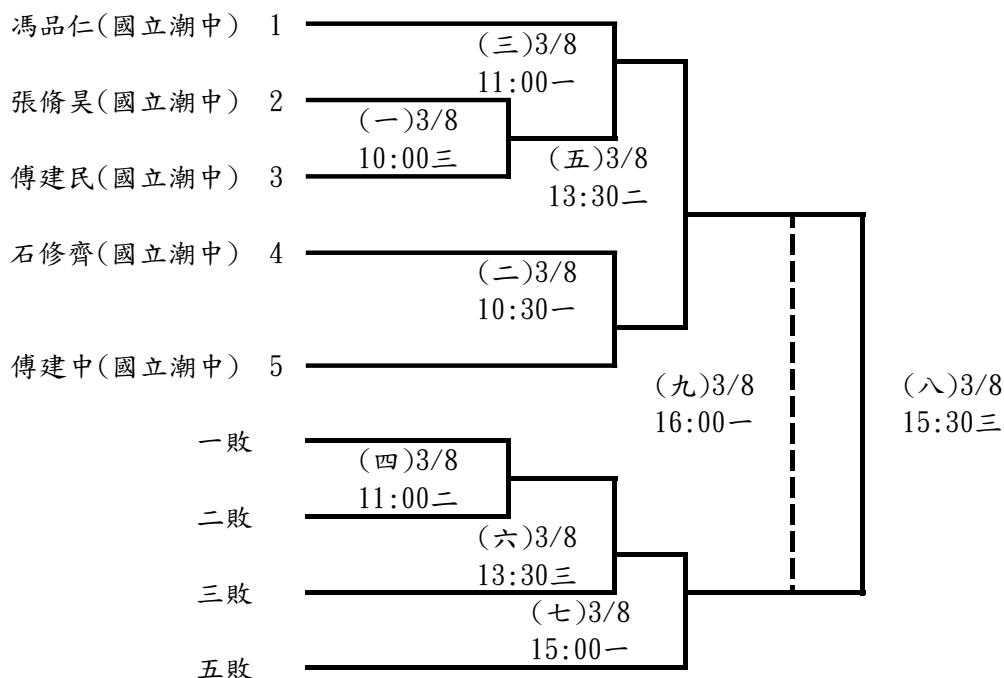 馮品仁(國立潮中) 1
(三)3/8
11:00一
張脩昊(國立潮中) 2
(一)3/8
10:00三
傅建民(國立潮中) 3
(五)3/8
13:30二
石修齊(國立潮中) 4
(二)3/8
10:30一
傅建中(國立潮中) 5
(九)3/8
16:00一
(八)3/8
15:30三
一敗
(四)3/8
11:00二
二敗
(六)3/8
13:30三
三敗
(七)3/8
15:00一
五敗